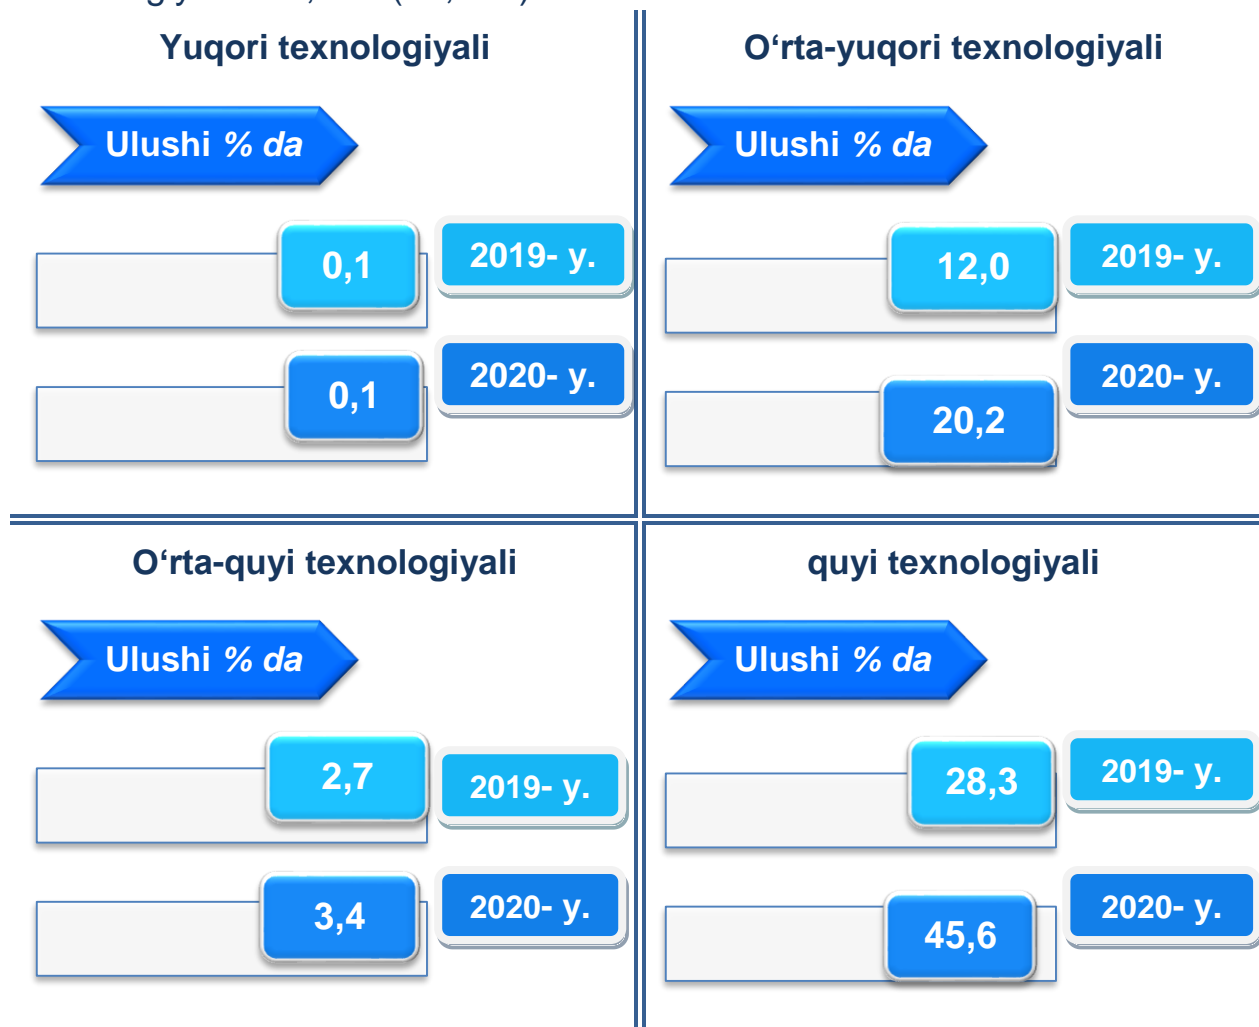 Yuqori texnologiyali
Ulushi % da
0,1
2019- y.
0,1
2020- y.
O‘rta-yuqori texnologiyali
Ulushi % da
12,0
2019- y.
20,2
2020- y.
O‘rta-quyi texnologiyali
Ulushi % da
2,7
2019- y.
3,4
2020- y.
quyi texnologiyali
Ulushi % da
28,3
2019- y.
45,6
2020- y.